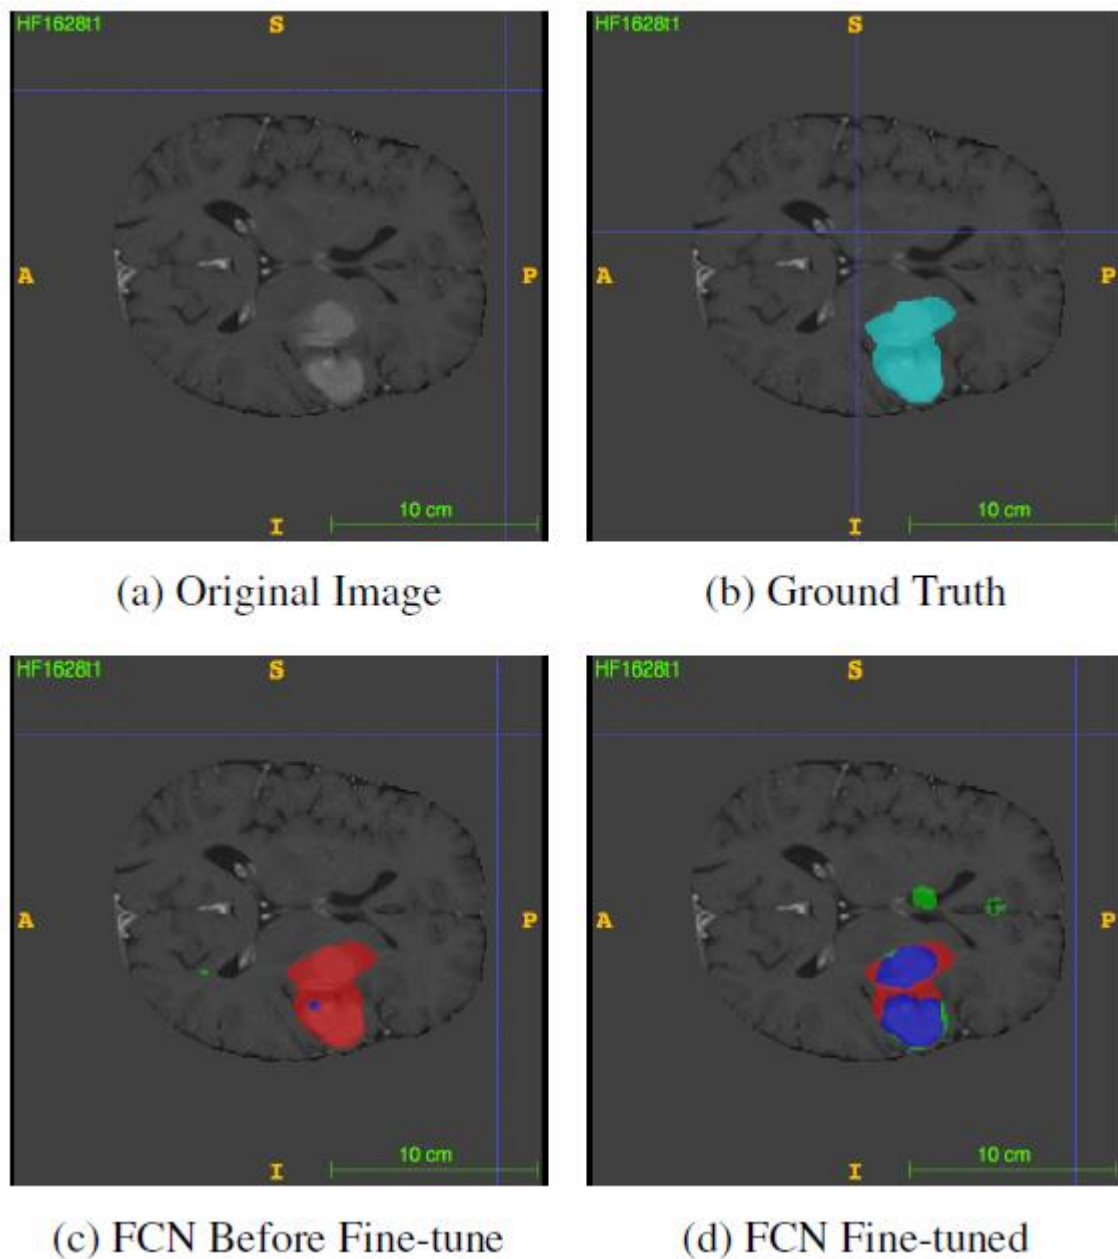 HF1628t1
S
A
P
10 cm
I
(a) Original Image
HF1628t1
S
A
P
10 cm
I
(b) Ground Truth
HF1628t1
S
A
P
10 cm
I
(c) FCN Before Fine-tune
HF1628t1
S
A
P
10 cm
I
(d) FCN Fine-tuned